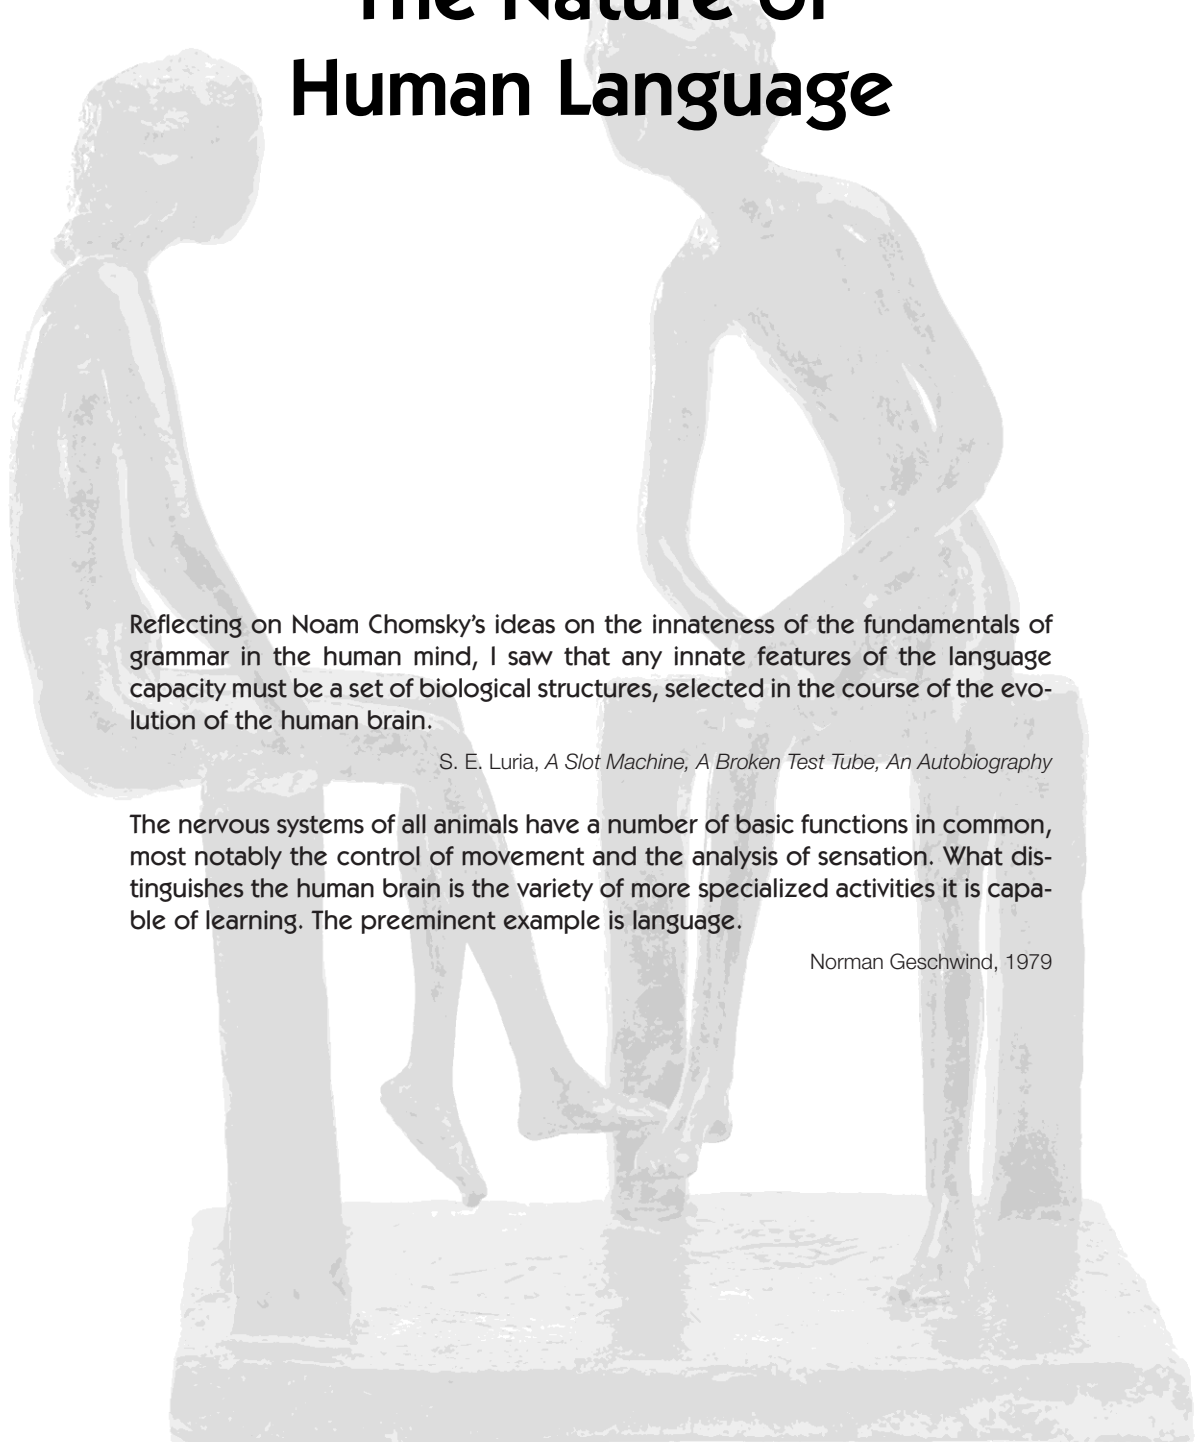 The Nature of
Human Language
Reflecting on Noam Chomsky’s ideas on the innateness of the fundamentals of
grammar in the human mind, I saw that any innate features of the language
capacity must be a set of biological structures, selected in the course of the evo-
lution of the human brain.
S. E. Luria, A Slot Machine, A Broken Test Tube, An Autobiography
The nervous systems of all animals have a number of basic functions in common,
most notably the control of movement and the analysis of sensation. What dis-
tinguishes the human brain is the variety of more specialized activities it is capa-
ble of learning. The preeminent example is language.
Norman Geschwind, 1979